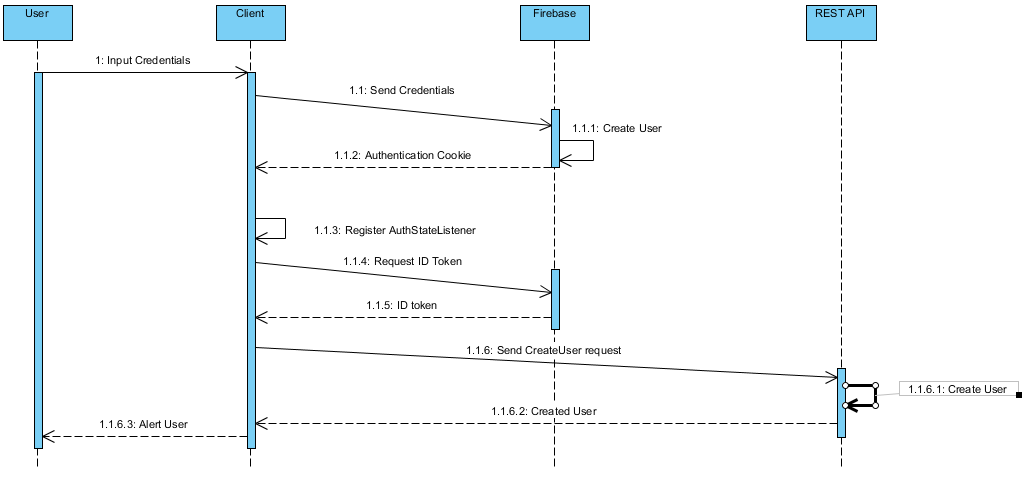 User
Client
Firebase
REST API
1: Input Credentials
1.1: Send Credentials
1.1.1: Create User
1.1.2: Authentication Cookie
1.1.3: Register AuthStateListener
1.1.4: Request ID Token
1.1.5: ID token
1.1.6: Send CreateUser request
1.1.6.1: Create User
1.1.6.2: Created User
1.1.6.3: Alert User